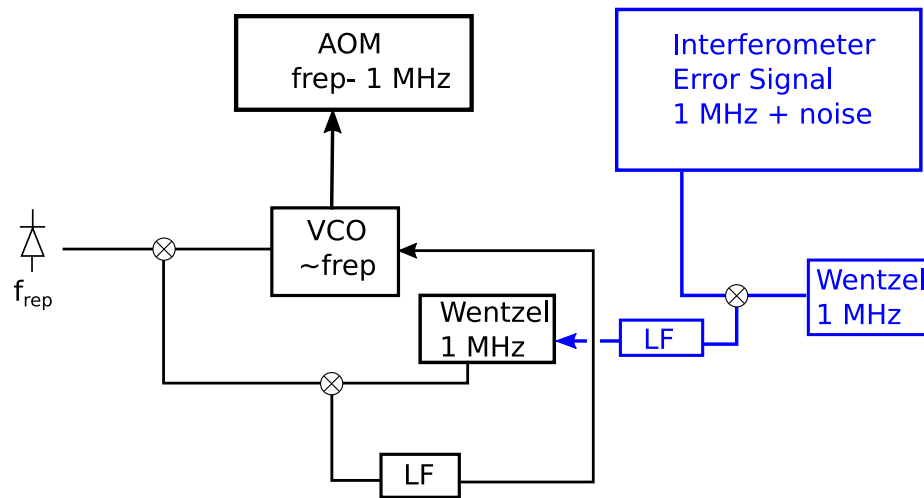 AOM
frep- 1 MHz
Interferometer
Error Signal
1 MHz + noise
VCO
~frep
frep
Wentzel
1 MHz
Wentzel
1 MHz
LF
LF